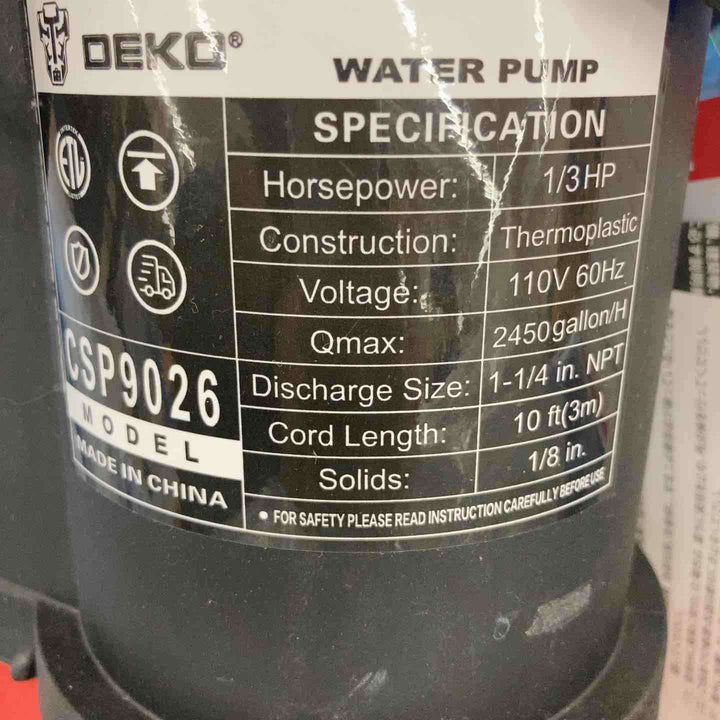 DEKO®
WATER PUMP
SPECIFICATION
Horsepower: 1/3HP
Construction: Thermoplastic
Voltage: 110V 60Hz
Qmax: 2450gallon/H
Discharge Size: 1-1/4 in. NPT
Cord Length: 10 ft(3m)
Solids: 1/8 in.
• FOR SAFETY PLEASE READ INSTRUCTION CAREFULLY BEFORE USE
ETL
CSP9026
MODEL
MADE IN CHINA